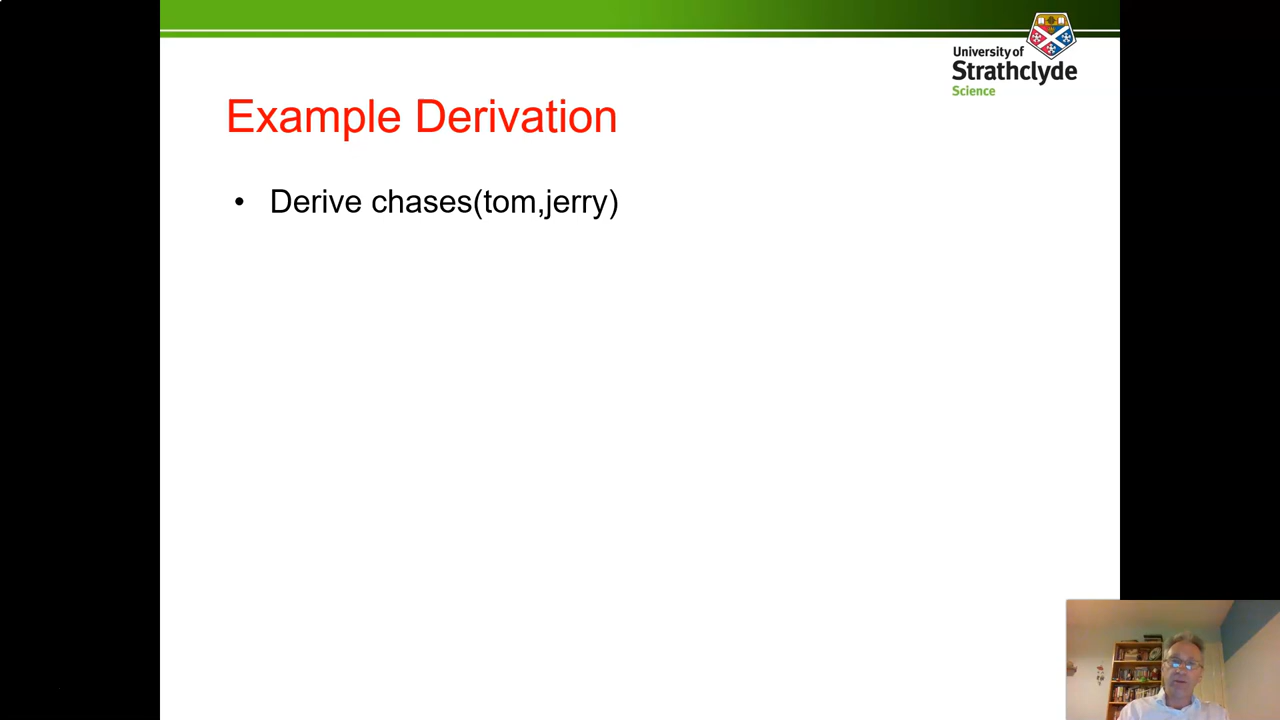 University of
Strathclyde
Science
Example Derivation
• Derive chases(tom,jerry)